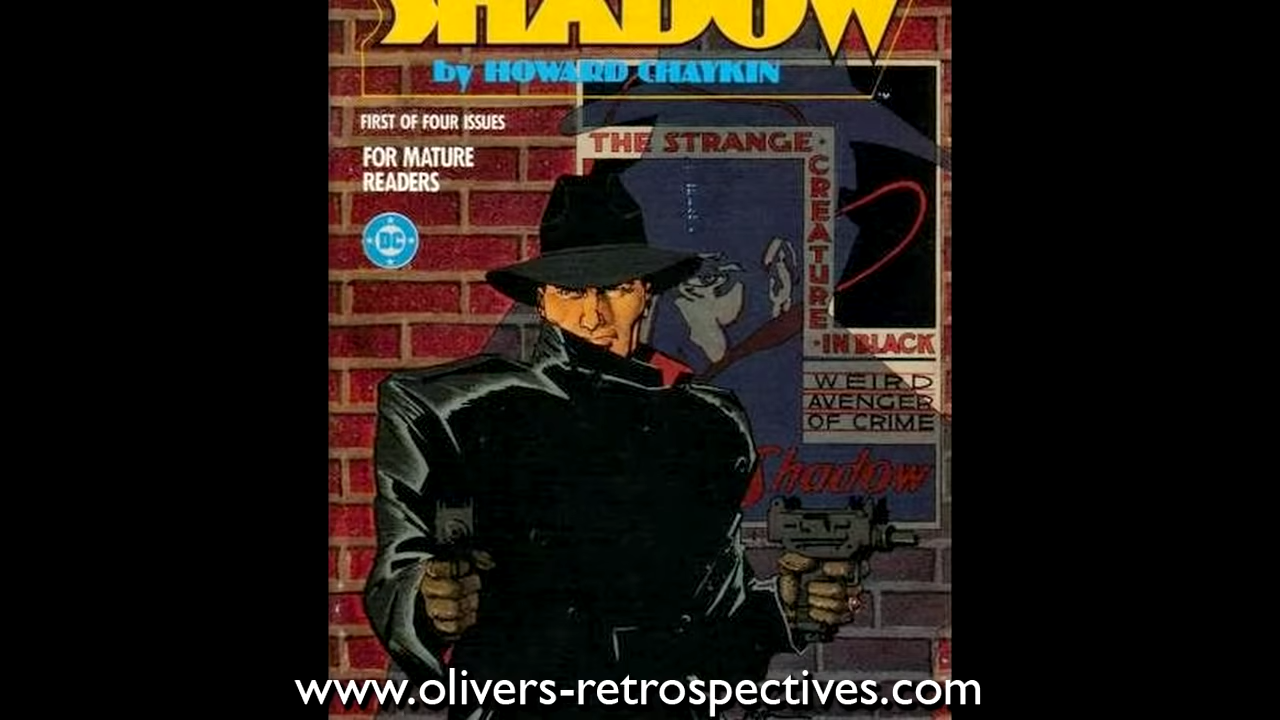 SHADOW
by HOWARD CHAYKIN
FIRST OF FOUR ISSUES
FOR MATURE
READERS
DC
THE STRANGE
CREATURE
IN BLACK
WEIRD
AVENGER
OF CRIME
Shadow
www.olivers-retrospectives.com